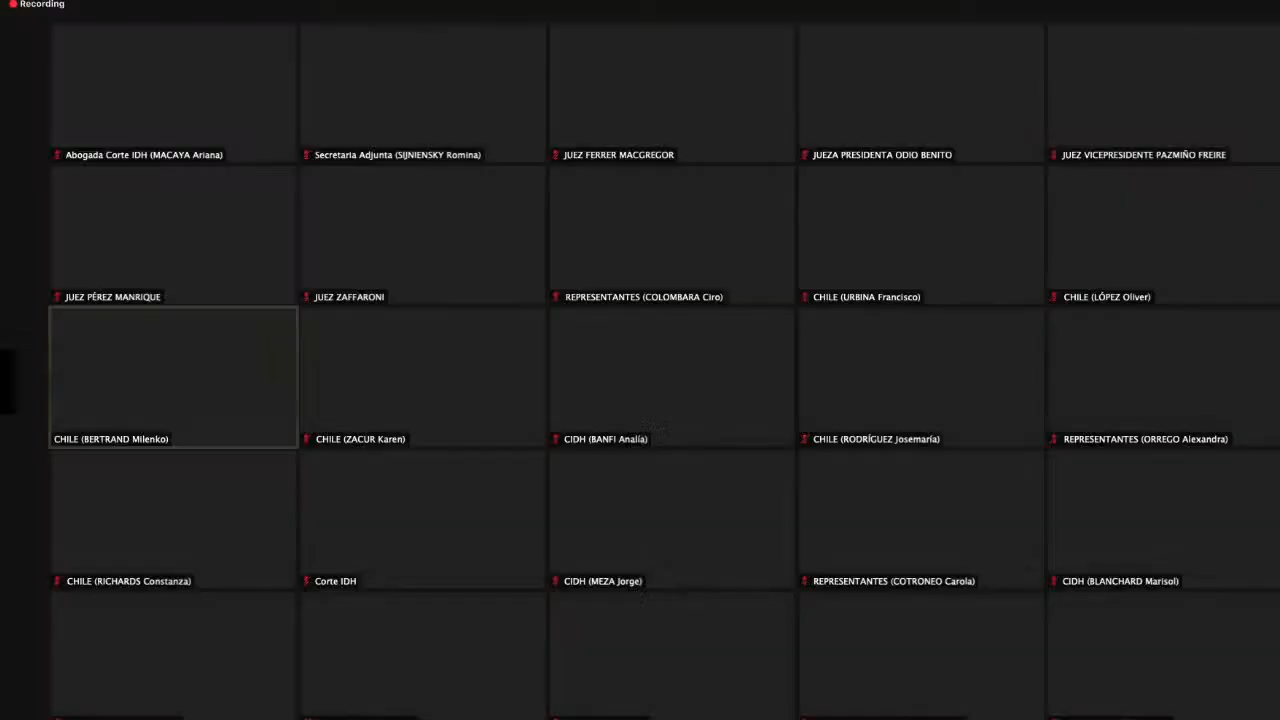 Recording
Abogada Corte IDH (MACAYA Ariana)
Secretaria Adjunta (SIJNIENSKY Romina)
JUEZ FERRER MACGREGOR
JUEZA PRESIDENTA ODIO BENITO
JUEZ VICEPRESIDENTE PAZMIÑO FREIRE
JUEZ PÉREZ MANRIQUE
JUEZ ZAFFARONI
REPRESENTANTES (COLOMBARA Ciro)
CHILE (URBINA Francisco)
CHILE (LÓPEZ Oliver)
CHILE (BERTRAND Milenko)
CHILE (ZACUR Karen)
CIDH (BANFI Analía)
CHILE (RODRÍGUEZ Josemaría)
REPRESENTANTES (ORREGO Alexandra)
CHILE (RICHARDS Constanza)
Corte IDH
CIDH (MEZA Jorge)
REPRESENTANTES (COTRONEO Carola)
CIDH (BLANCHARD Marisol)